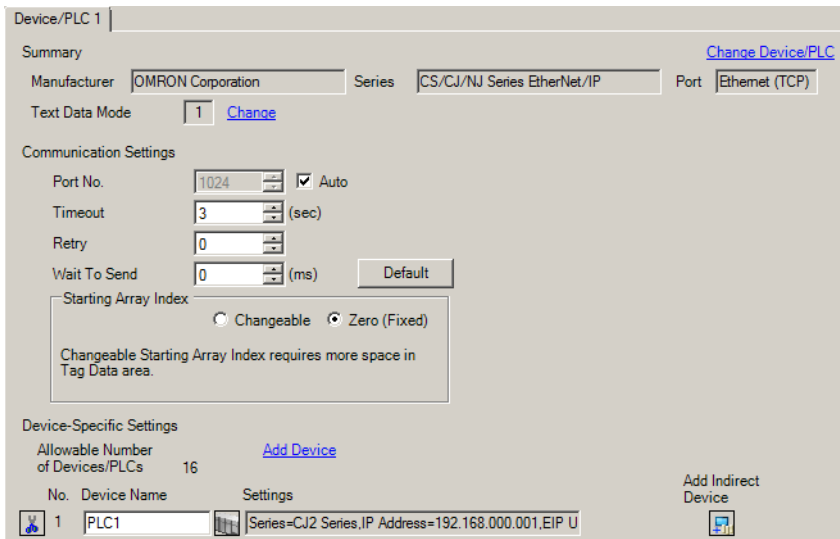 Device/PLC 1
Summary Change Device/PLC
Manufacturer OMRON Corporation Series CS/CJ/NJ Series EtherNet/IP Port Ethernet (TCP)
Text Data Mode 1 Change
Communication Settings
Port No. 1024 Auto
Timeout 3 (sec)
Retry 0
Wait To Send 0 (ms) Default
Starting Array Index
Changeable Zero (Fixed)
Changeable Starting Array Index requires more space in
Tag Data area.
Device-Specific Settings
Allowable Number Add Device
of Devices/PLCs 16
Add Indirect
No. Device Name Settings Device
1 PLC1 Series=CJ2 Series,IP Address=192.168.000.001,EIP U